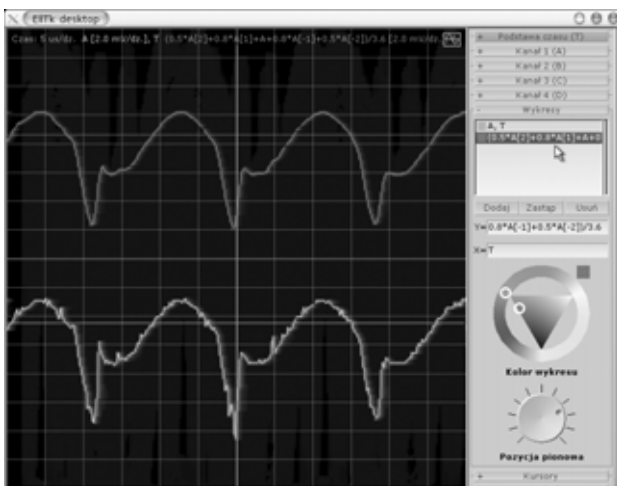 EllTk desktop
Czas: 5 us/dz. A [2.0 mV/dz.], T (0.5*A[2]+0.8*A[1]+A+0.8*A[-1]+0.5*A[-2])/3.6 [2.0 mV/dz.
+ Podstawa czasu (T)
+ Kanał 1 (A)
+ Kanał 2 (B)
+ Kanał 3 (C)
+ Kanał 4 (D)
- Wykresy
A, T
(0.5*A[2]+0.8*A[1]+A+0
Dodaj Zastąp Usuń
Y= 0.8*A[-1]+0.5*A[-2])/3.6
X= T
Kolor wykresu
Pozycja pionowa
+ Kursory